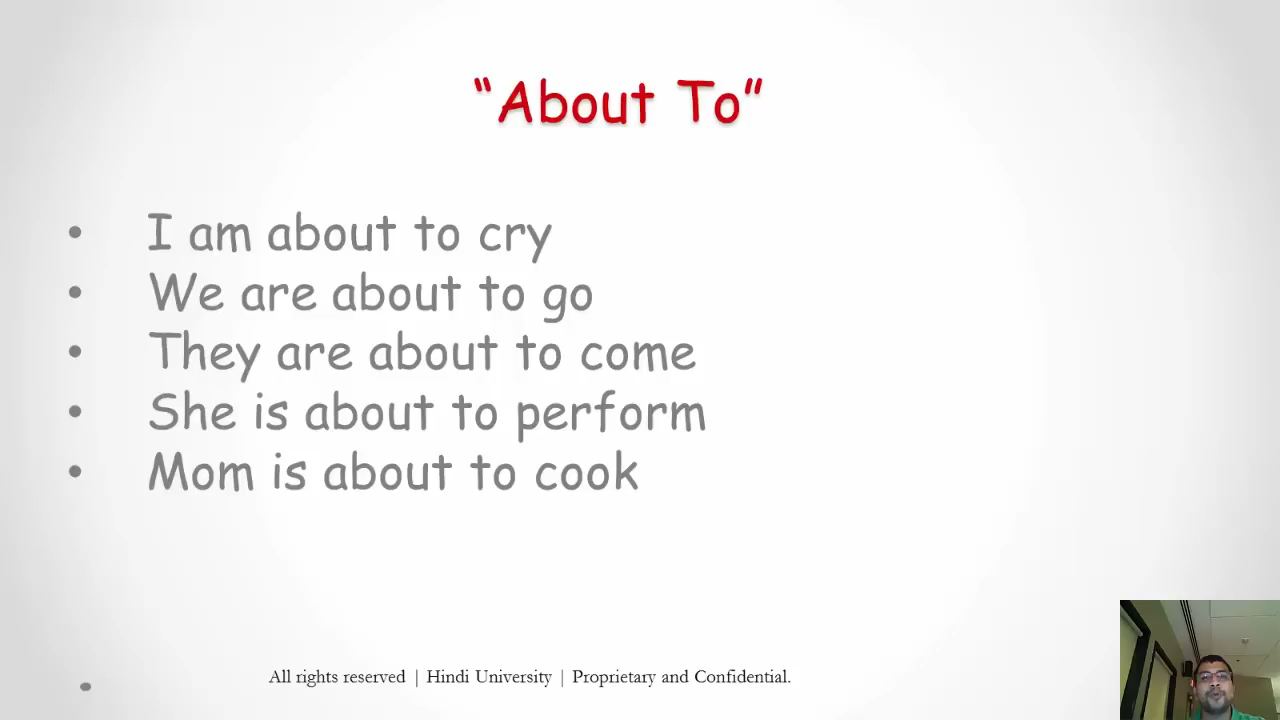 “About To”
• I am about to cry
• We are about to go
• They are about to come
• She is about to perform
• Mom is about to cook
All rights reserved | Hindi University | Proprietary and Confidential.